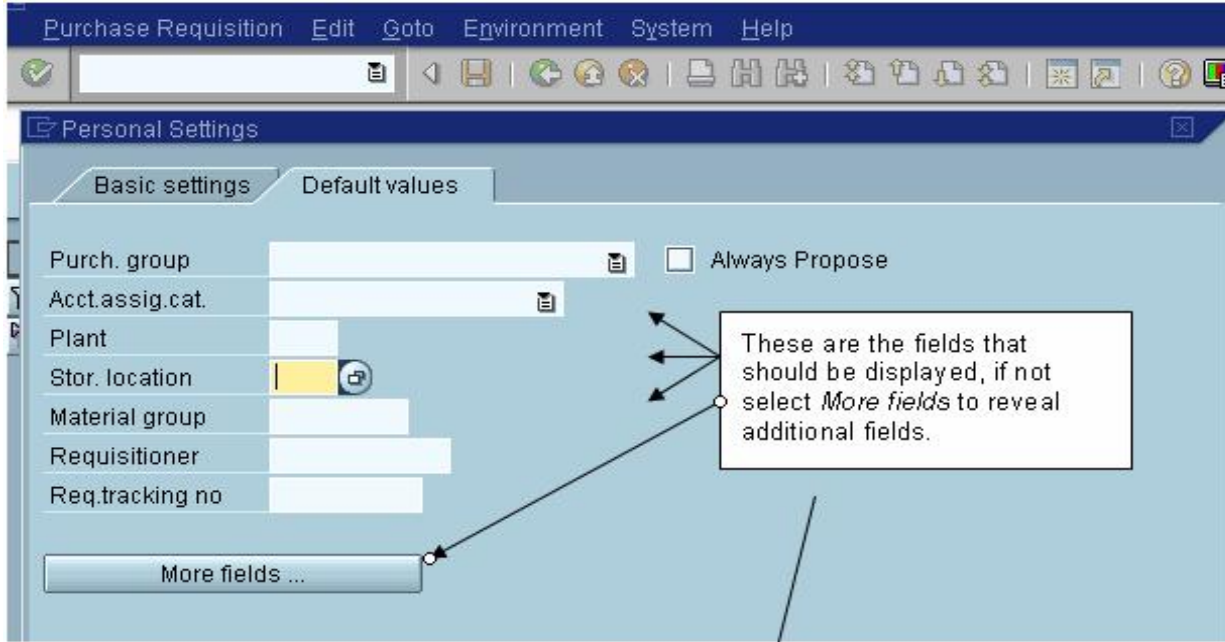 Purchase Requisition Edit Goto Environment System Help
Personal Settings
Basic settings Default values
Purch. group Always Propose
Acct.assig.cat.
Plant
Stor. location
Material group
Requisitioner
Req.tracking no
These are the fields that
should be displayed, if not
select More fields to reveal
additional fields.
More fields ...